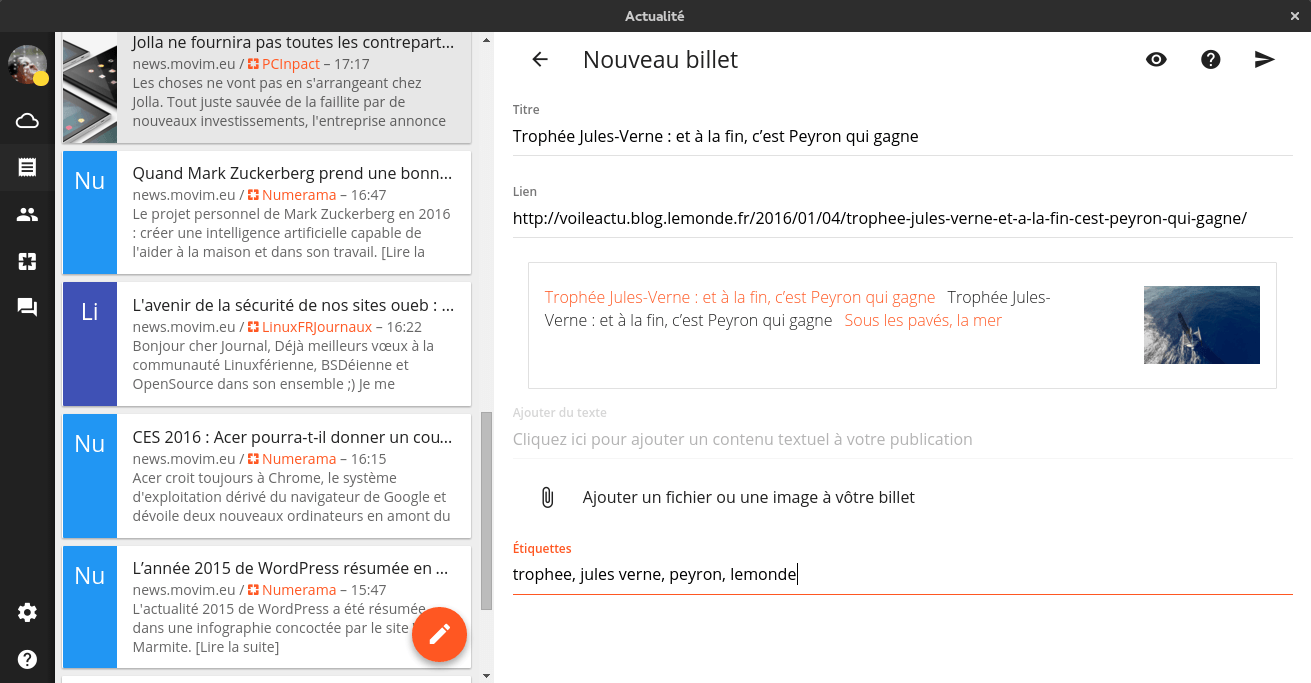 Actualité
Jolla ne fournira pas toutes les contrepart...
news.movim.eu / PCInpact – 17:17
Les choses ne vont pas en s'arrangeant chez
Jolla. Tout juste sauvée de la faillite par de
nouveaux investissements, l'entreprise annonce
Nu
Quand Mark Zuckerberg prend une bonn...
news.movim.eu / Numerama – 16:47
Le projet personnel de Mark Zuckerberg en 2016
: créer une intelligence artificielle capable de
l'aider à la maison et dans son travail. [Lire la
Li
L'avenir de la sécurité de nos sites oueb : ...
news.movim.eu / LinuxFRJournaux – 16:22
Bonjour cher Journal, Déjà meilleurs vœux à la
communauté Linuxférienne, BSDéienne et
OpenSource dans son ensemble ;) Je me
Nu
CES 2016 : Acer pourra-t-il donner un cou...
news.movim.eu / Numerama – 16:15
Acer croit toujours à Chrome, le système
d'exploitation dérivé du navigateur de Google et
dévoile deux nouveaux ordinateurs en amont du
Nu
L’année 2015 de WordPress résumée en ...
news.movim.eu / Numerama – 15:47
L'actualité 2015 de WordPress a été résumée
dans une infographie concoctée par le site
Marmite. [Lire la suite]
Nouveau billet
Titre
Trophée Jules-Verne : et à la fin, c’est Peyron qui gagne
Lien
http://voileactu.blog.lemonde.fr/2016/01/04/trophee-jules-verne-et-a-la-fin-cest-peyron-qui-gagne/
Trophée Jules-Verne : et à la fin, c’est Peyron qui gagne Trophée Jules-
Verne : et à la fin, c’est Peyron qui gagne Sous les pavés, la mer
Ajouter du texte
Cliquez ici pour ajouter un contenu textuel à votre publication
Ajouter un fichier ou une image à vôtre billet
Étiquettes
trophee, jules verne, peyron, lemonde